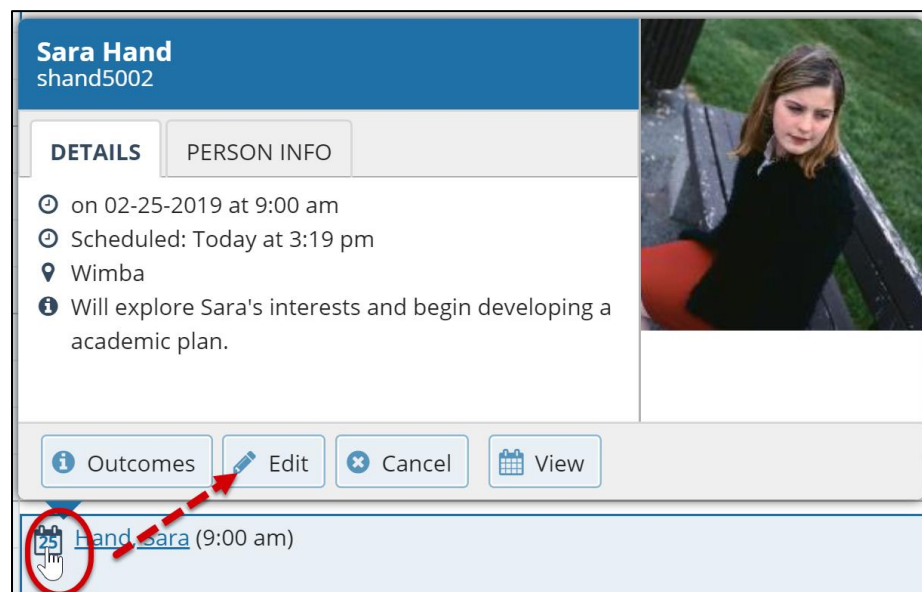 Sara Hand
shand5002
DETAILS PERSON INFO
on 02-25-2019 at 9:00 am
Scheduled: Today at 3:19 pm
Wimba
Will explore Sara's interests and begin developing a
academic plan.
Outcomes Edit Cancel View
25 Hand, Sara (9:00 am)